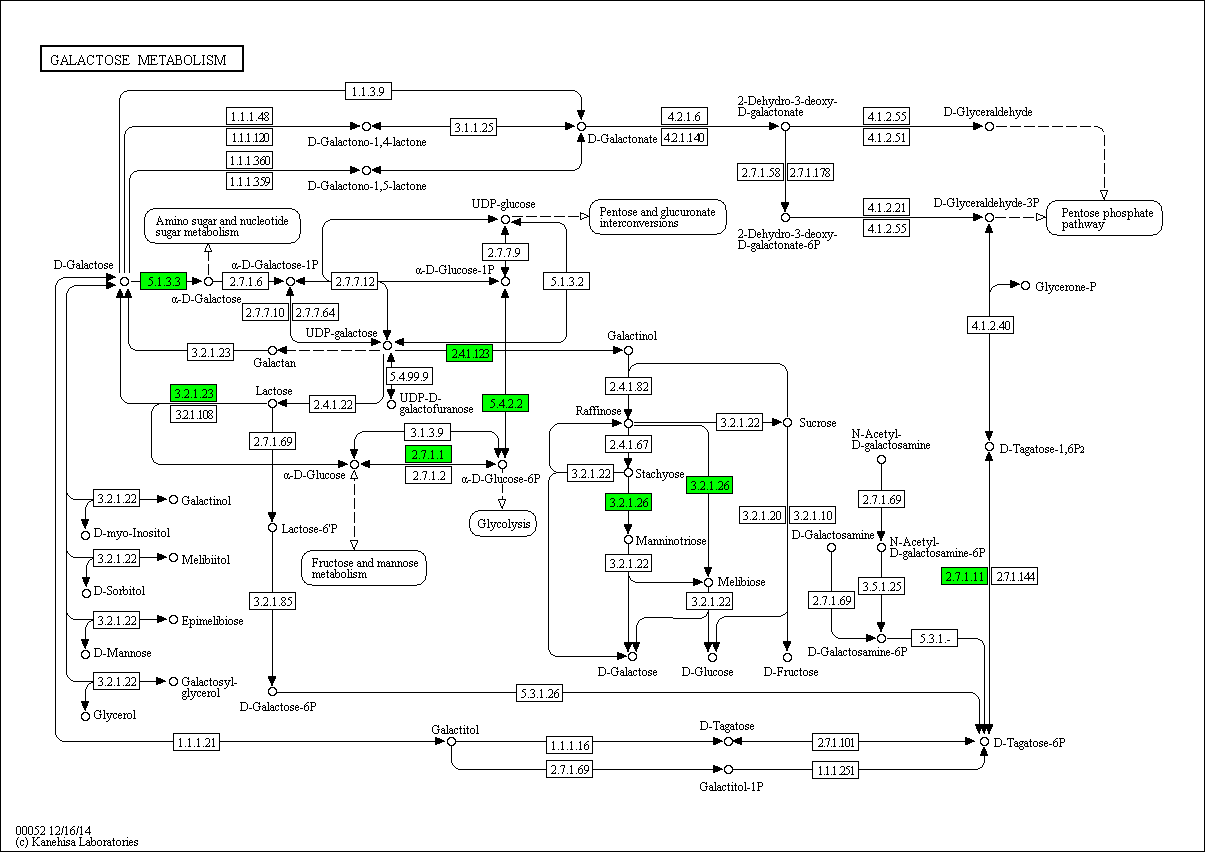 GALACTOSE METABOLISM
1.1.3.9
1.1.1.48
1.1.1.120
D-Galactono-1,4-lactone
3.1.1.25
D-Galactonate
4.2.1.6
4.2.1.140
2-Dehydro-3-deoxy-
D-galactonate
4.1.2.55
4.1.2.51
D-Glyceraldehyde
1.1.1.360
1.1.1.359
D-Galactono-1,5-lactone
2.7.1.58
2.7.1.178
Amino sugar and nucleotide
sugar metabolism
UDP-glucose
Pentose and glucuronate
interconversions
2-Dehydro-3-deoxy-
D-galactonate-6P
4.1.2.21
4.1.2.55
D-Glyceraldehyde-3P
Pentose phosphate
pathway
2.7.7.9
D-Galactose
5.1.3.3
α-D-Galactose
2.7.1.6
α-D-Galactose-1P
2.7.7.12
α-D-Glucose-1P
5.1.3.2
Glycerone-P
2.7.7.10
2.7.7.64
UDP-galactose
4.1.2.40
3.2.1.23
Galactan
2.4.1.123
Galactinol
5.4.99.9
UDP-D-
galactofuranose
2.4.1.82
3.2.1.23
3.2.1.108
Lactose
2.4.1.22
5.4.2.2
Raffinose
3.2.1.22
Sucrose
2.7.1.69
3.1.3.9
2.7.1.1
2.7.1.2
α-D-Glucose
α-D-Glucose-6P
2.4.1.67
3.2.1.22
Stachyose
3.2.1.26
3.2.1.26
N-Acetyl-
D-galactosamine
D-Tagatose-1,6P2
2.7.1.69
3.2.1.22
Galactinol
D-myo-Inositol
Lactose-6'P
Glycolysis
Manninotriose
3.2.1.20
3.2.1.10
D-Galactosamine
N-Acetyl-
D-galactosamine-6P
3.2.1.22
Melibiitol
D-Sorbitol
Fructose and mannose
metabolism
3.2.1.22
Melibiose
3.2.1.22
2.7.1.69
3.5.1.25
2.7.1.11
2.7.1.144
3.2.1.85
3.2.1.22
Epimelibiose
D-Mannose
D-Galactosamine-6P
5.3.1.-
D-Galactose
D-Glucose
D-Fructose
3.2.1.22
Galactosyl-
glycerol
Glycerol
D-Galactose-6P
5.3.1.26
1.1.1.21
Galactitol
1.1.1.16
D-Tagatose
2.7.1.101
D-Tagatose-6P
2.7.1.69
Galactitol-1P
1.1.1.251
00052 12/16/14
(c) Kanehisa Laboratories